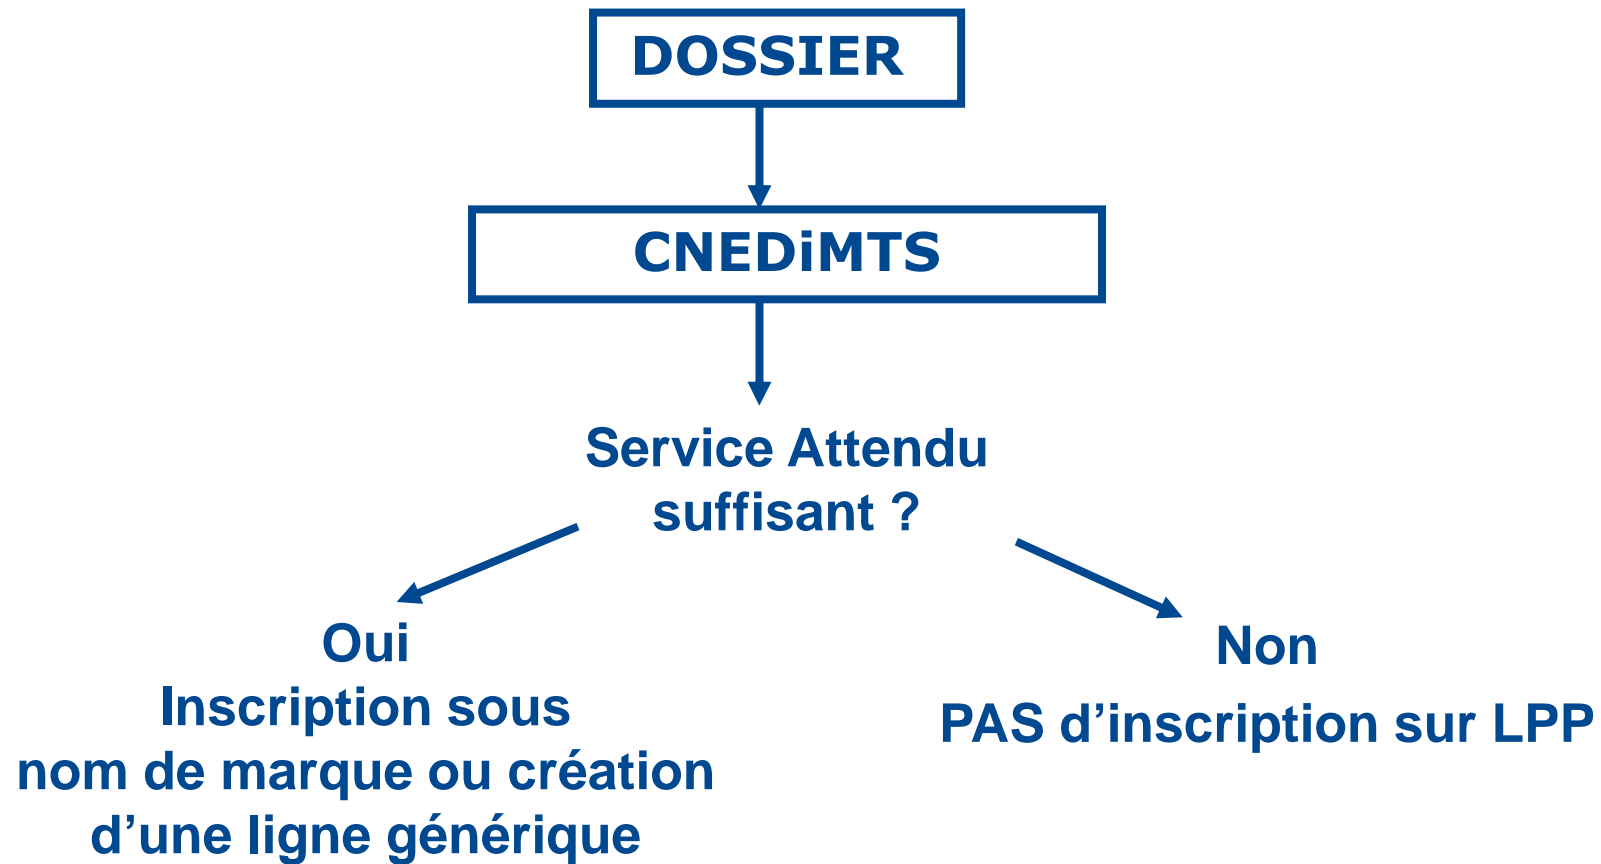 DOSSIER
CNEDiMTS
Service Attendu
suffisant ?
Oui
Inscription sous
nom de marque ou création
d’une ligne générique
Non
PAS d’inscription sur LPP